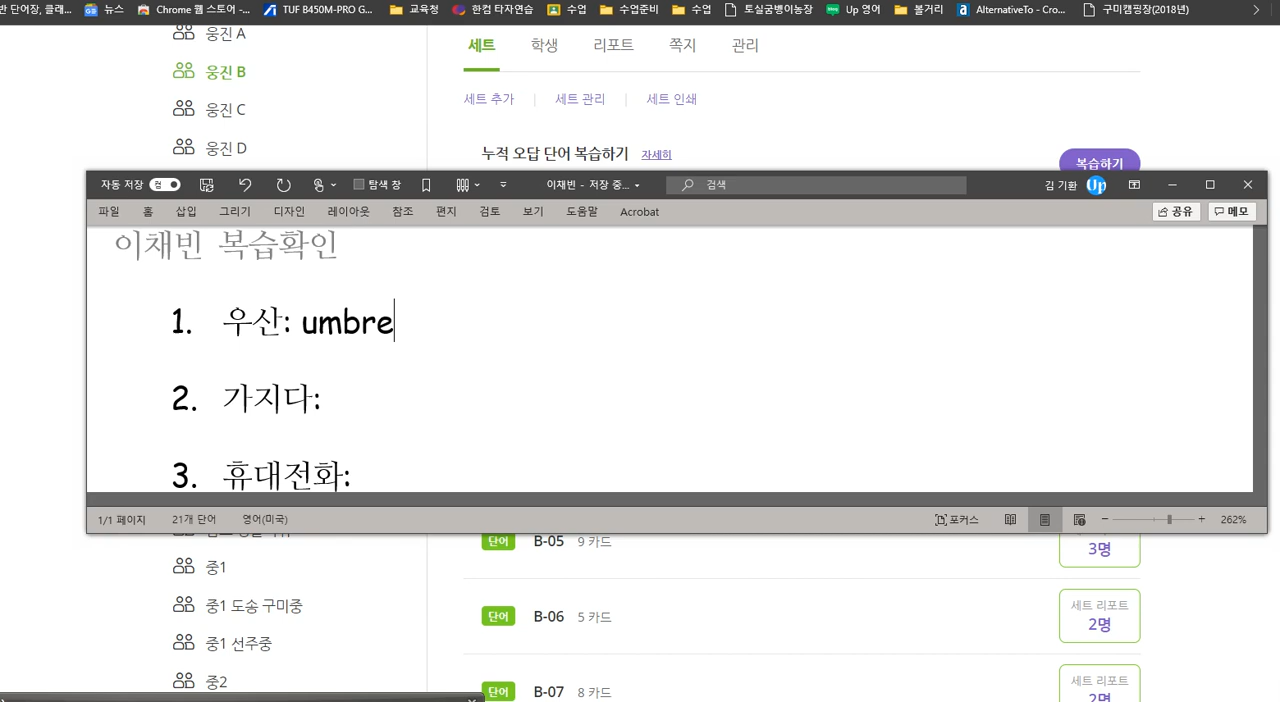 반 단어장, 클래... 뉴스 Chrome 웹 스토어 -... TUF B450M-PRO G... 교육청 한컴 타자연습 수업 수업준비 수업 토실굼벵이농장 Up 영어 볼거리 AlternativeTo - Cro... 구미캠핑장(2018년)
웅진 A
웅진 B
웅진 C
웅진 D
세트 학생 리포트 쪽지 관리
세트 추가 세트 관리 세트 인쇄
누적 오답 단어 복습하기 자세히
복습하기
자동 저장 컴 탐색 창 이채빈 - 저장 중... 검색 김 기환 Up
파일 홈 삽입 그리기 디자인 레이아웃 참조 편지 검토 보기 도움말 Acrobat 공유 메모
이채빈 복습확인
1. 우산: umbre
2. 가지다:
3. 휴대전화:
1/1 페이지 21개 단어 영어(미국) 포커스 262%
중1
중1 도송 구미중
중1 선주중
중2
단어 B-05 9 카드
3명
단어 B-06 5 카드
세트 리포트
2명
단어 B-07 8 카드
세트 리포트
2명